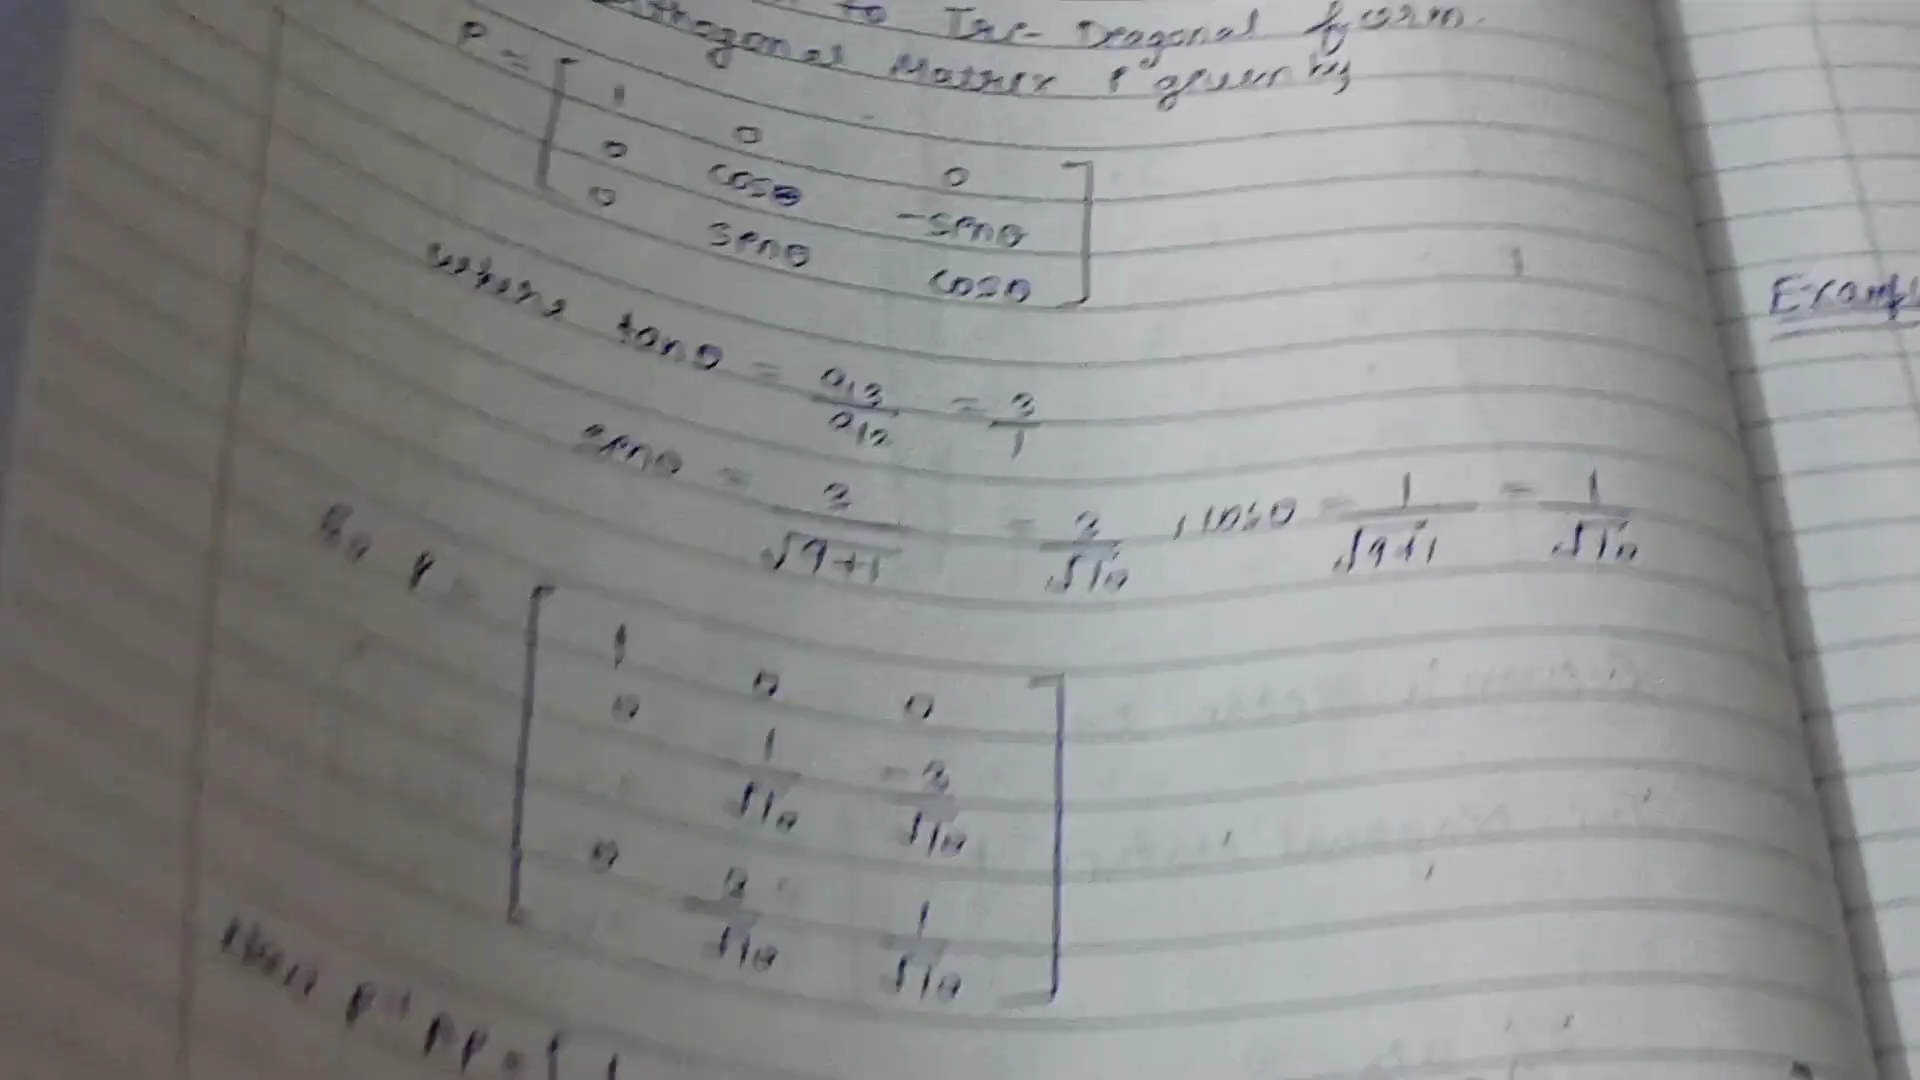 to Tri-Diagonal form.
orthogonal Matrix P given by
P = [ 1 0 0
0 cosθ -sinθ
0 sinθ cosθ ]
where tanθ = a13/a12 = 3/1
sinθ = 3/√9+1 = 3/√10 , cosθ = 1/√9+1 = 1/√10
So P = [ 1 0 0
0 1/√10 -3/√10
0 3/√10 1/√10 ]
P AP = [ 1